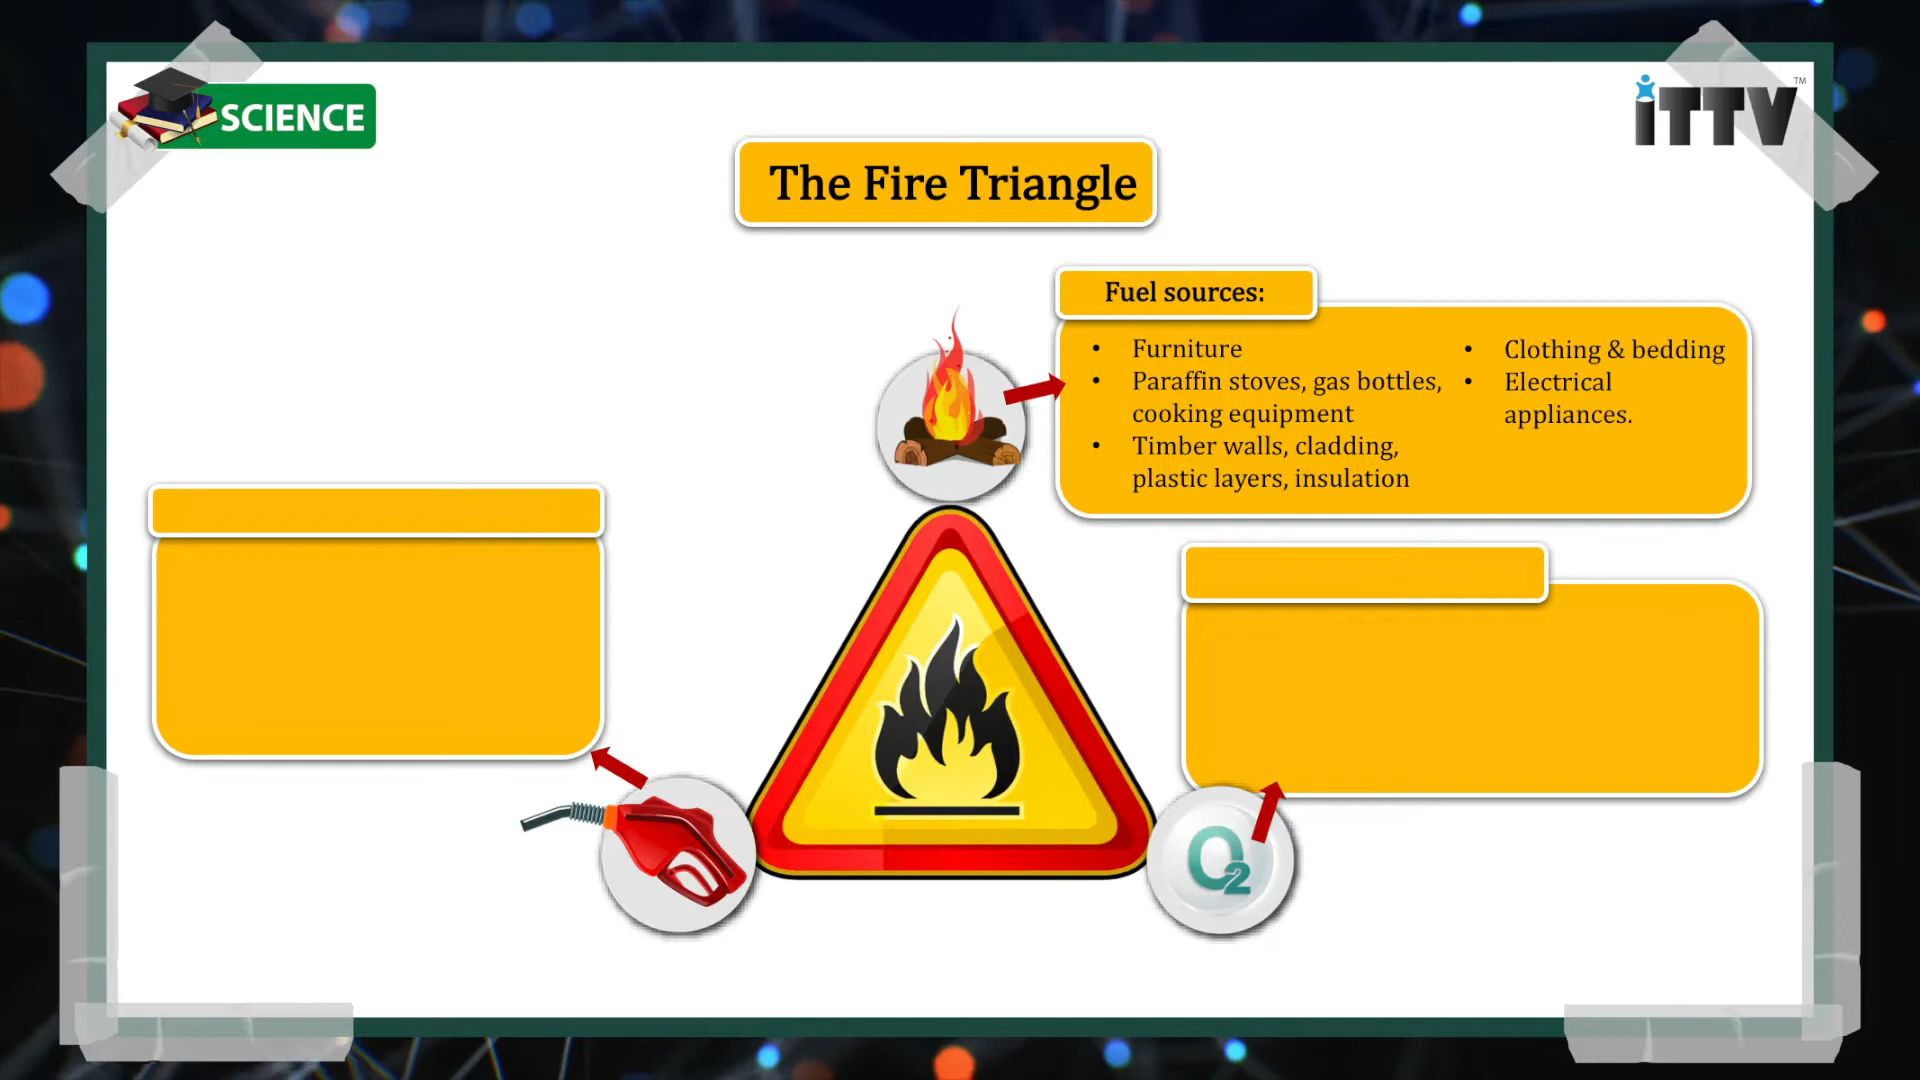 SCIENCE
iTTV
TM
The Fire Triangle
Fuel sources:
• Furniture
• Paraffin stoves, gas bottles,
cooking equipment
• Timber walls, cladding,
plastic layers, insulation
• Clothing & bedding
• Electrical
appliances.
O2